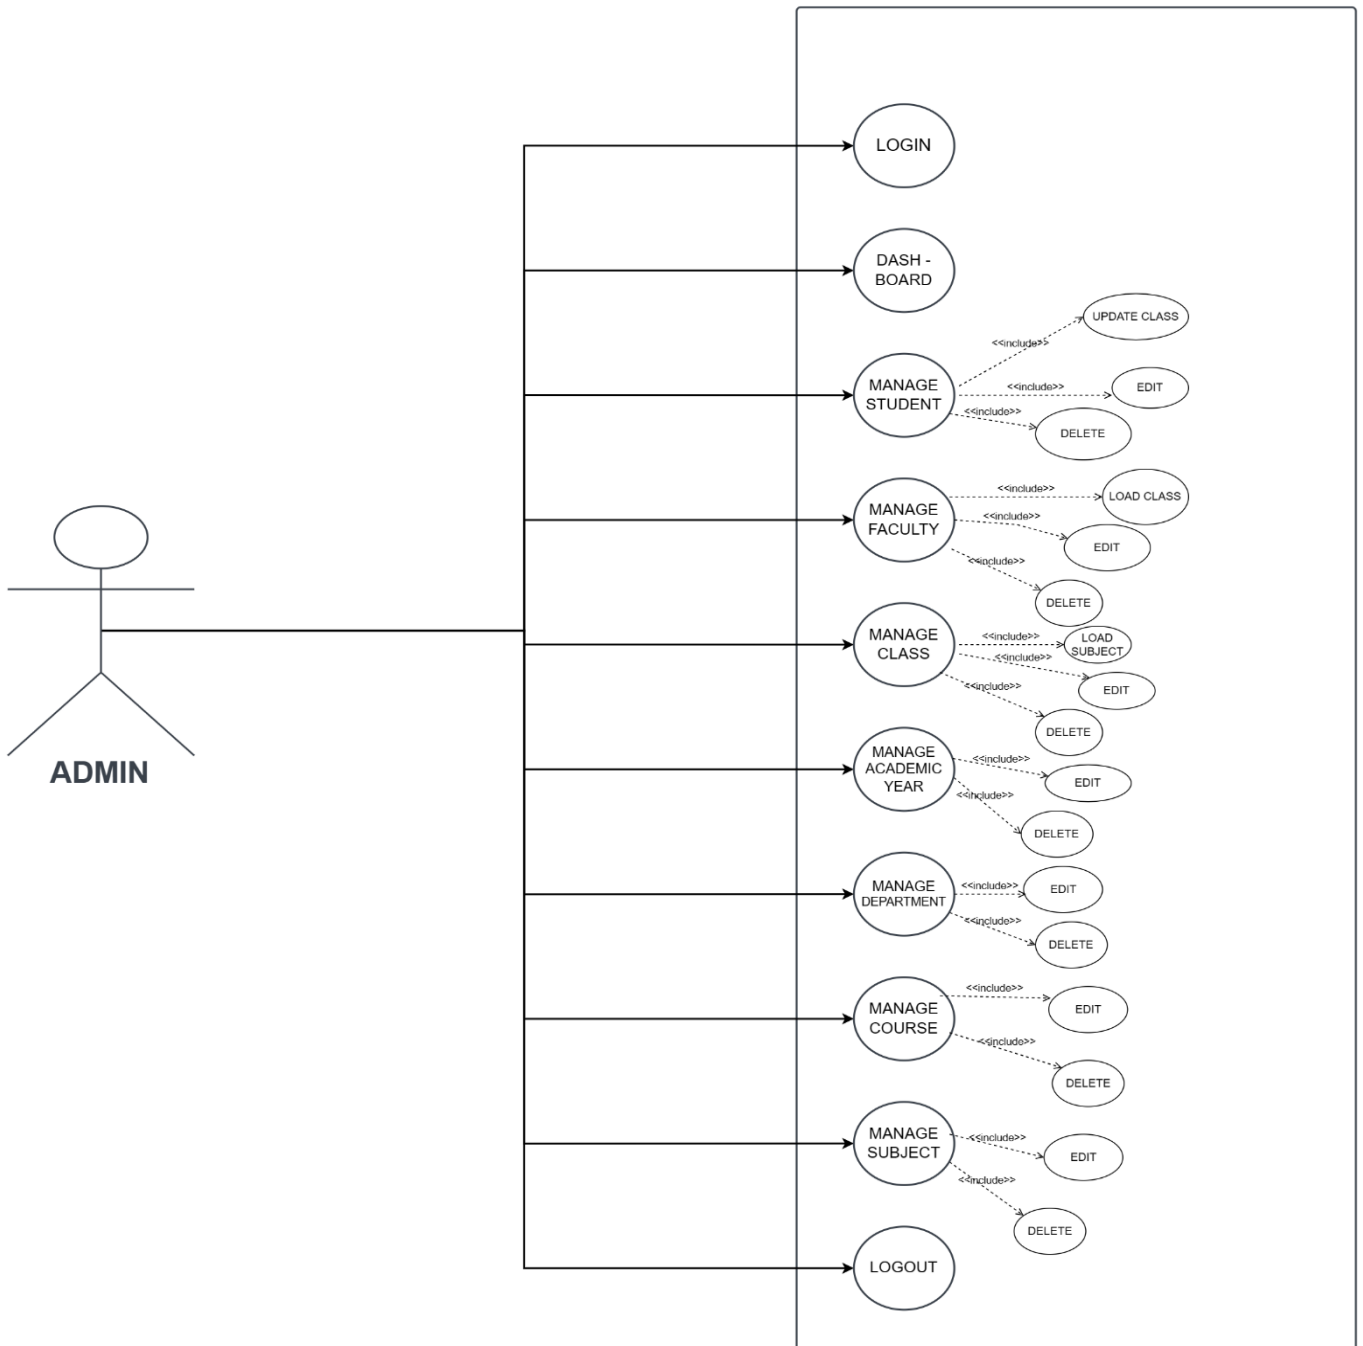 LOGIN
DASH -
BOARD
UPDATE CLASS
<<include>>
MANAGE
STUDENT
<<include>>
EDIT
<<include>>
DELETE
MANAGE
FACULTY
<<include>>
LOAD CLASS
<<include>>
EDIT
<<include>>
DELETE
MANAGE
CLASS
<<include>>
LOAD
SUBJECT
<<include>>
EDIT
<<include>>
DELETE
ADMIN
MANAGE
ACADEMIC
YEAR
<<include>>
EDIT
<<include>>
DELETE
MANAGE
DEPARTMENT
<<include>>
EDIT
<<include>>
DELETE
MANAGE
COURSE
<<include>>
EDIT
<<include>>
DELETE
MANAGE
SUBJECT
<<include>>
EDIT
<<include>>
DELETE
LOGOUT